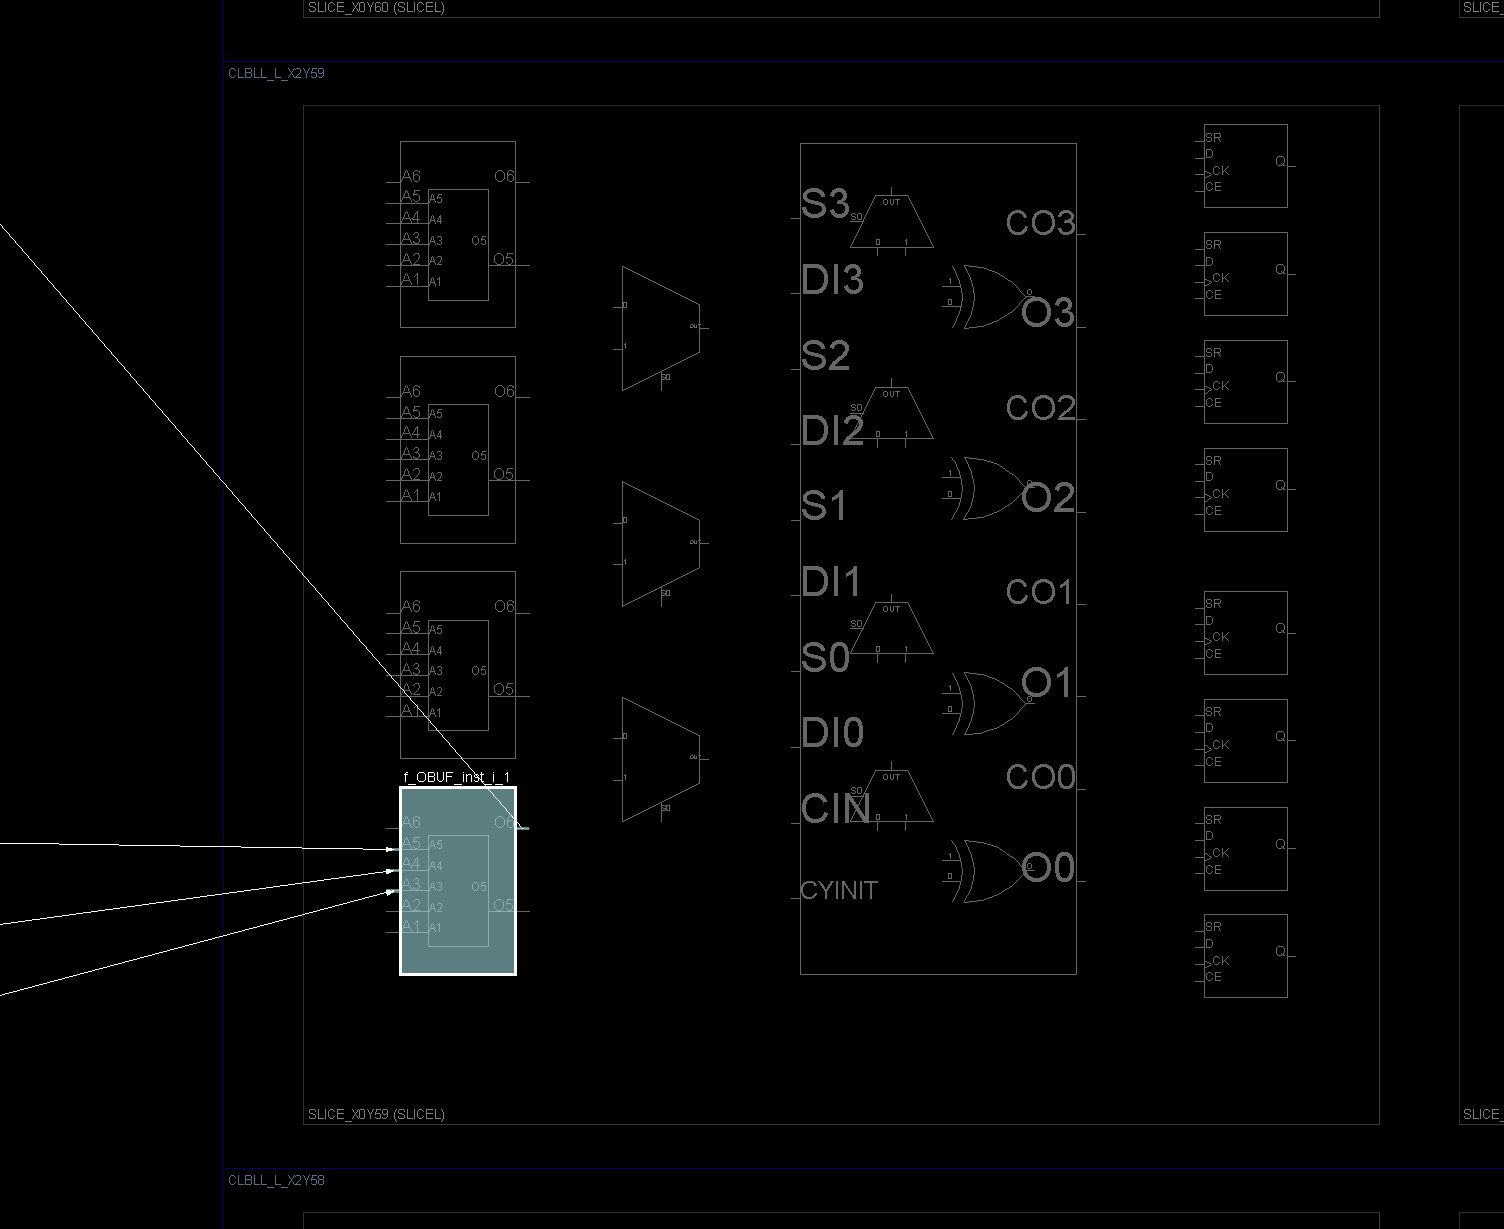 SLICE_X0Y60 (SLICEL)
SLICE_
CLBLL_L_X2Y59
A6
A5
A4
A3
A2
A1
A5
A4
A3
A2
A1
O5
O6
O5
A6
A5
A4
A3
A2
A1
A5
A4
A3
A2
A1
O5
O6
O5
A6
A5
A4
A3
A2
A1
A5
A4
A3
A2
A1
O5
O6
O5
f_OBUF_inst_i_1
A6
A5
A4
A3
A2
A1
A5
A4
A3
A2
A1
O5
O6
O5
0
1
OUT
S0
0
1
OUT
S0
0
1
OUT
S0
S3
DI3
S2
DI2
S1
DI1
S0
DI0
CIN
CYINIT
OUT
S0
0 1
1
0
O
OUT
S0
0 1
1
0
O
OUT
S0
0 1
1
0
O
OUT
S0
0 1
1
0
O
CO3
O3
CO2
O2
CO1
O1
CO0
O0
SR
D
CK
CE
Q
SR
D
CK
CE
Q
SR
D
CK
CE
Q
SR
D
CK
CE
Q
SR
D
CK
CE
Q
SR
D
CK
CE
Q
SR
D
CK
CE
Q
SR
D
CK
CE
Q
SLICE_X0Y59 (SLICEL)
SLICE_
CLBLL_L_X2Y58